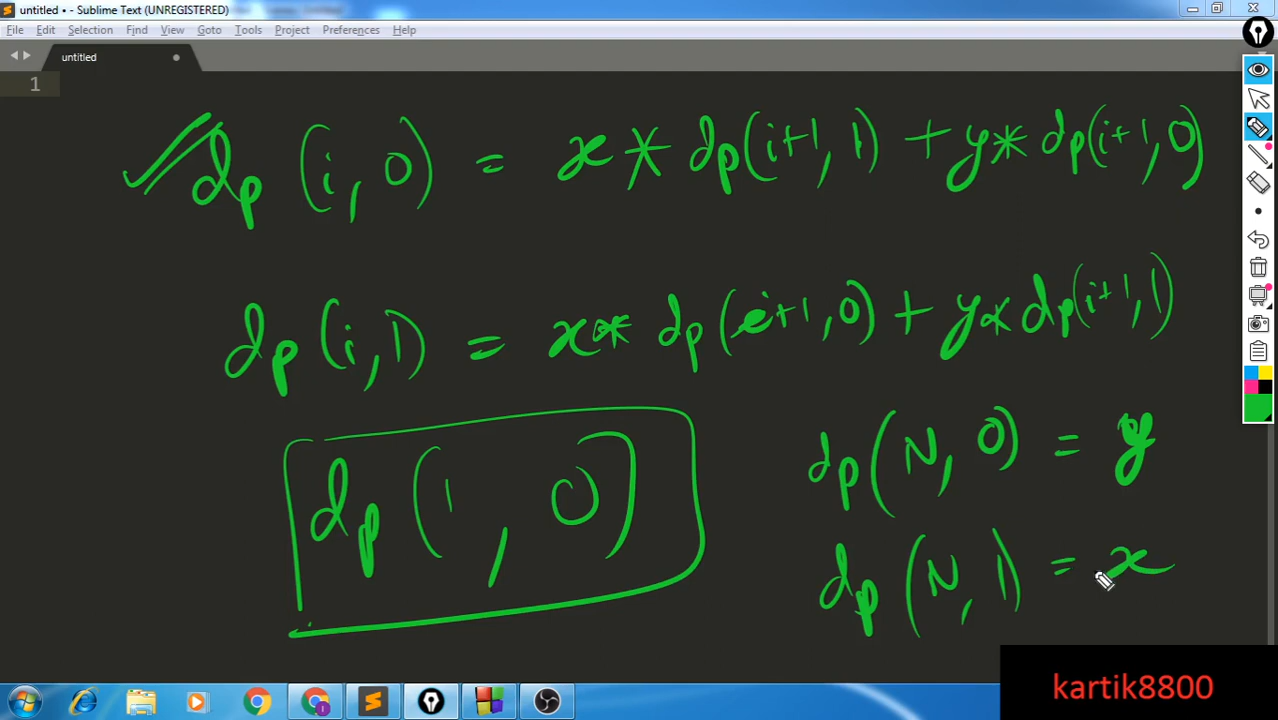 untitled • - Sublime Text (UNREGISTERED)
File Edit Selection Find View Goto Tools Project Preferences Help
untitled
1
dp (i, 0) = x * dp(i+1, 1) + y * dp(i+1, 0)
dp (i, 1) = x * dp(i+1, 0) + y * dp(i+1, 1)
dp (1, 0)
dp (N, 0) = y
dp (N, 1) = x
kartik8800